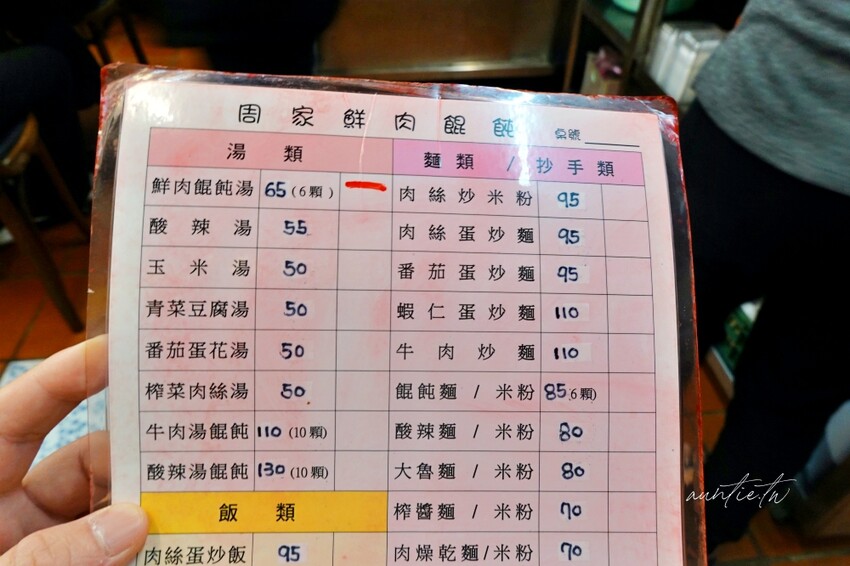 周家鮮肉餛飩 桌號
湯類
鮮肉餛飩湯 65(6顆)
酸辣湯 55
玉米湯 50
青菜豆腐湯 50
番茄蛋花湯 50
榨菜肉絲湯 50
牛肉湯餛飩 110(10顆)
酸辣湯餛飩 130(10顆)
飯類
肉絲蛋炒飯 95
麵類/抄手類
肉絲炒米粉 95
肉絲蛋炒麵 95
番茄蛋炒麵 95
蝦仁蛋炒麵 110
牛肉炒麵 110
餛飩麵/米粉 85(6顆)
酸辣麵/米粉 80
大魯麵/米粉 80
榨醬麵/米粉 70
肉燥乾麵/米粉 70
auntie.tw